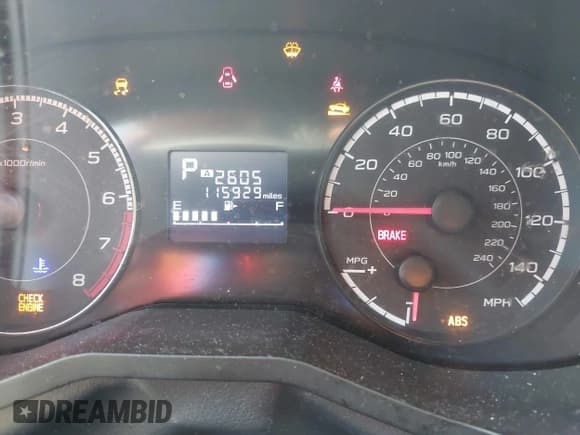 3 4 5 6 7 8
x1000r/min
CHECK
ENGINE
P A 2605
115929 miles
E F
0 20 40 60 80 100 120 140
0 20 40 60 80 100 120 140 160 180 200 220 240
km/h
BRAKE
MPG
- +
MPH
ABS
DREAMBID